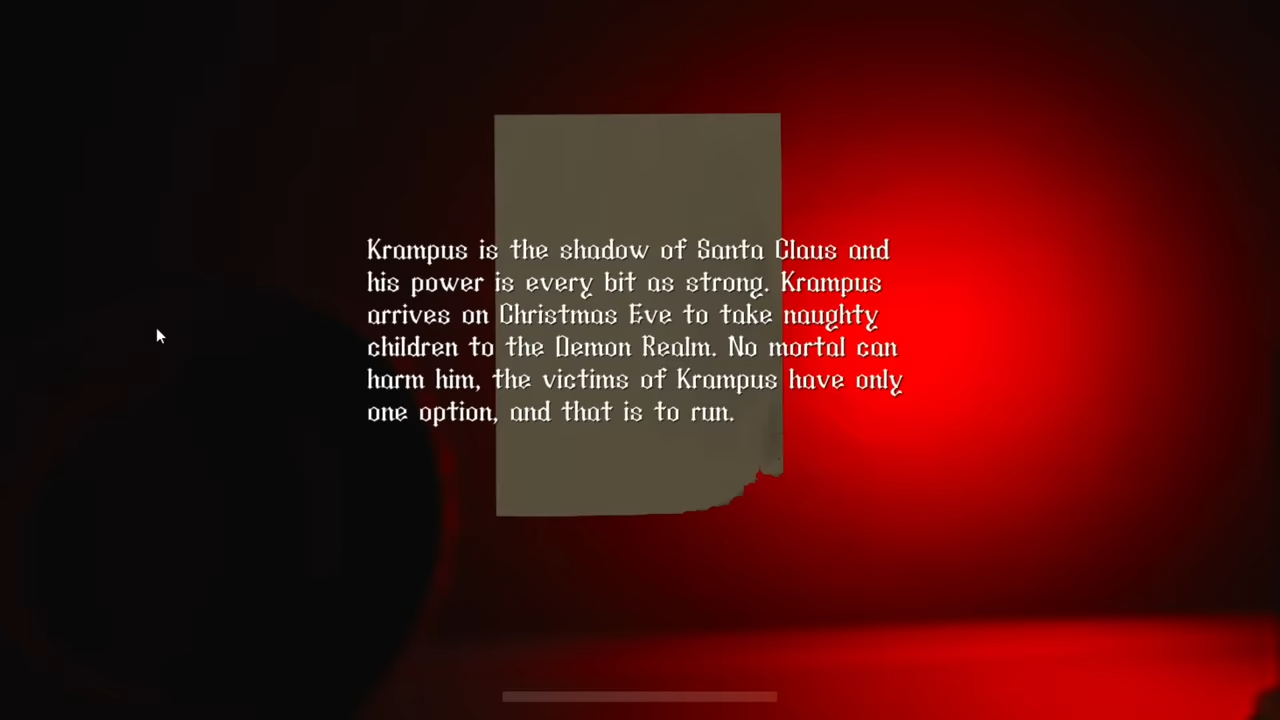 Krampus is the shadow of Santa Claus and
his power is every bit as strong. Krampus
arrives on Christmas Eve to take naughty
children to the Demon Realm. No mortal can
harm him, the victims of Krampus have only
one option, and that is to run.